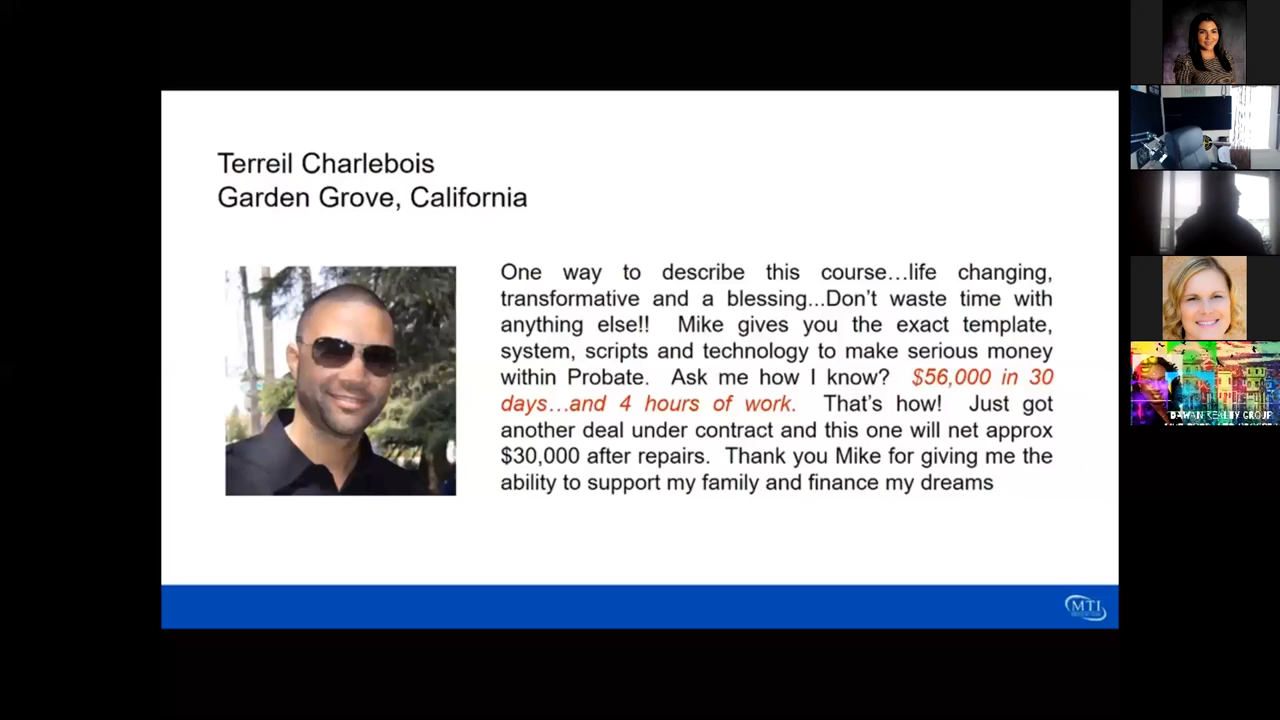 Terreil Charlebois
Garden Grove, California
One way to describe this course…life changing,
transformative and a blessing...Don’t waste time with
anything else!! Mike gives you the exact template,
system, scripts and technology to make serious money
within Probate. Ask me how I know? $56,000 in 30
days…and 4 hours of work. That’s how! Just got
another deal under contract and this one will net approx
$30,000 after repairs. Thank you Mike for giving me the
ability to support my family and finance my dreams
MTI
DAWAN REALTY GROUP